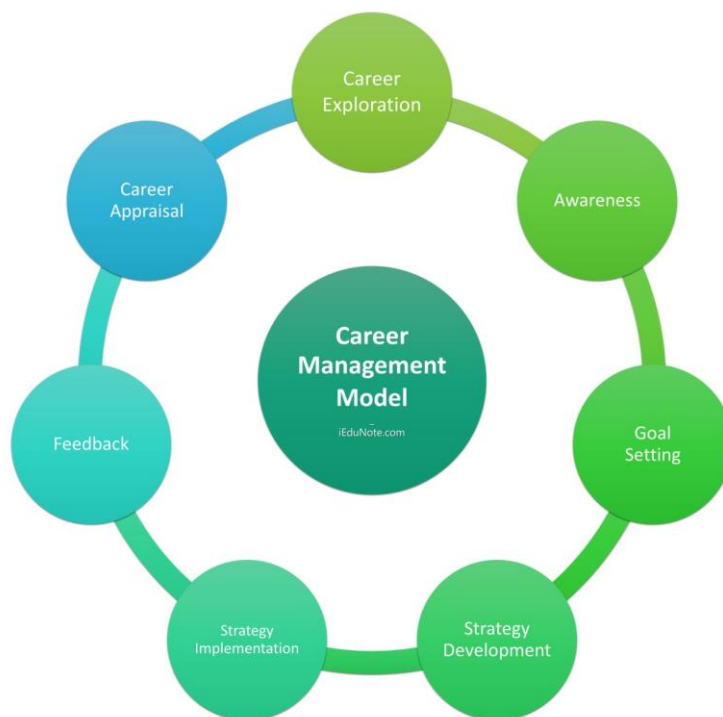 Career
Exploration
Awareness
Goal
Setting
Strategy
Development
Strategy
Implementation
Feedback
Career
Appraisal
Career
Management
Model
–
iEduNote.com